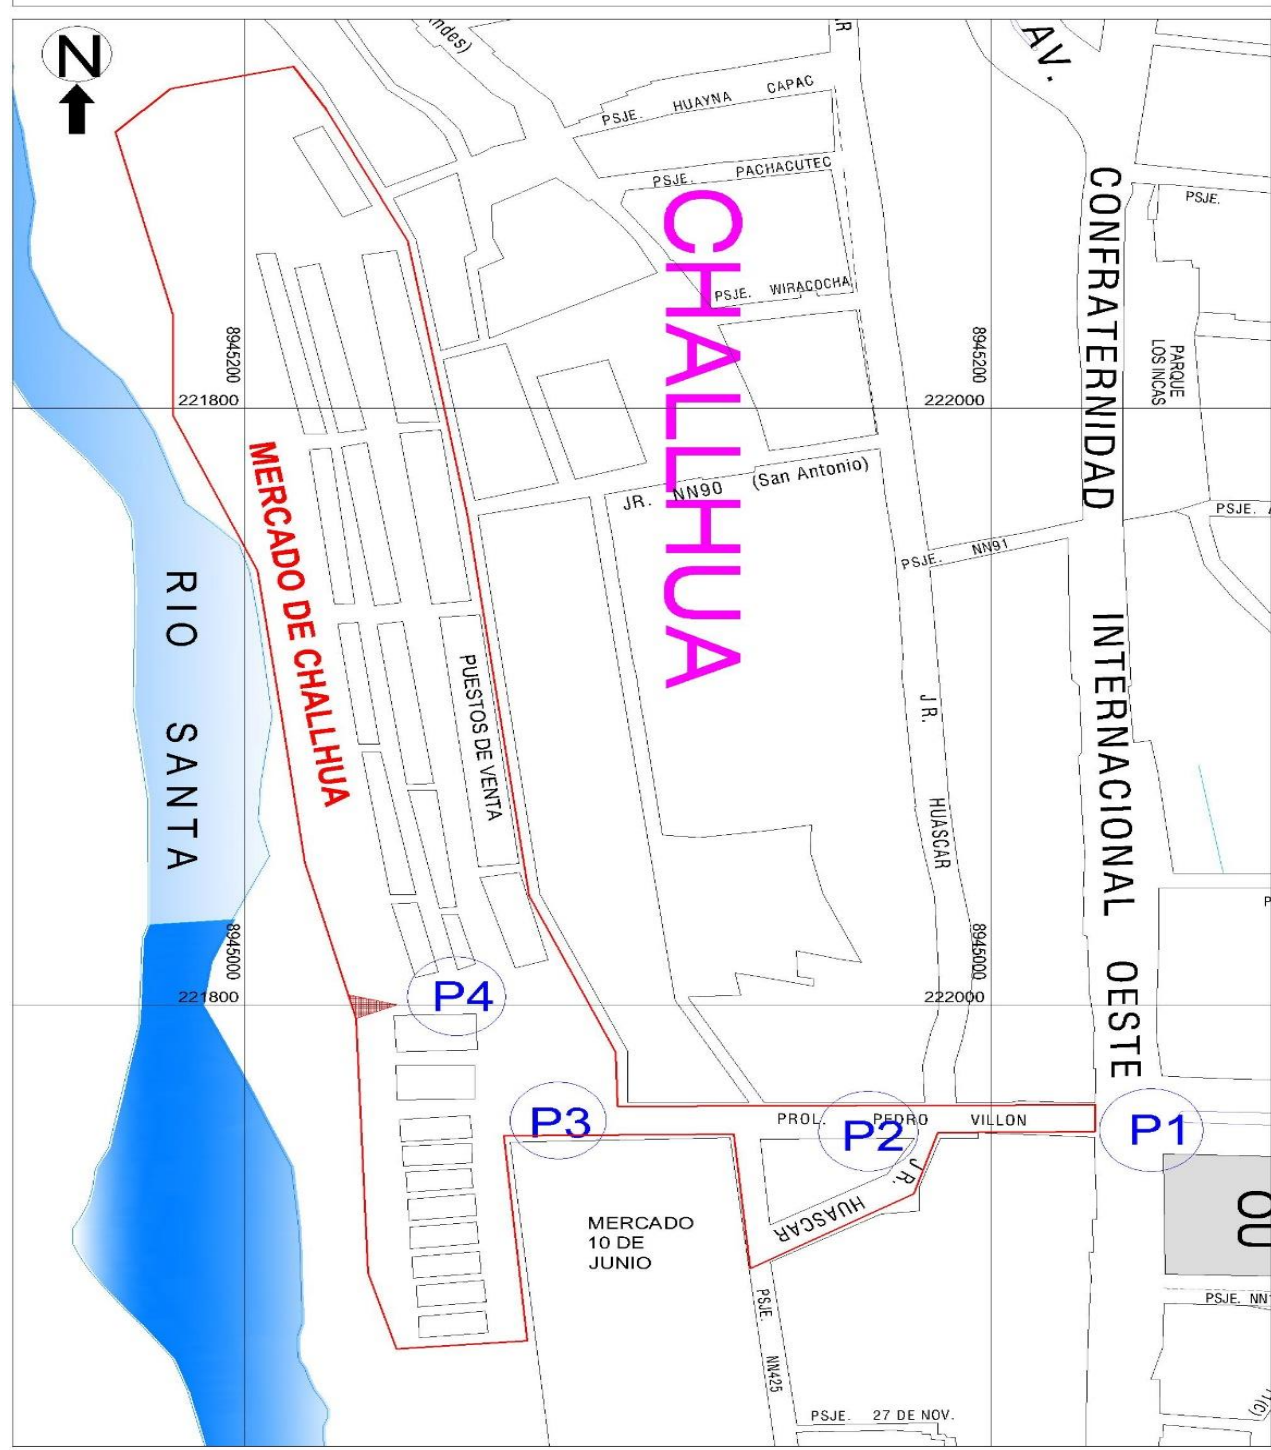 N
AV.
PSJE. HUAYNA CAPAC
PSJE. PACHACUTEC
PSJE.
CHALLHUA
PSJE. WIRACOCHA
CONFRATERNIDAD INTERNACIONAL OESTE
PARQUE
LOS INCAS
8945200
8945200
221800
222000
MERCADO DE CHALLHUA
JR. NN90 (San Antonio)
PSJE. NN91
RIO SANTA
PUESTOS DE VENTA
JR. HUASCAR
8945000
8945000
221800
222000
P4
P3
PROL. PEDRO VILLON
P2
P1
JR. HUASCAR
MERCADO
10 DE
JUNIO
PSJE. NN425
PSJE. 27 DE NOV.